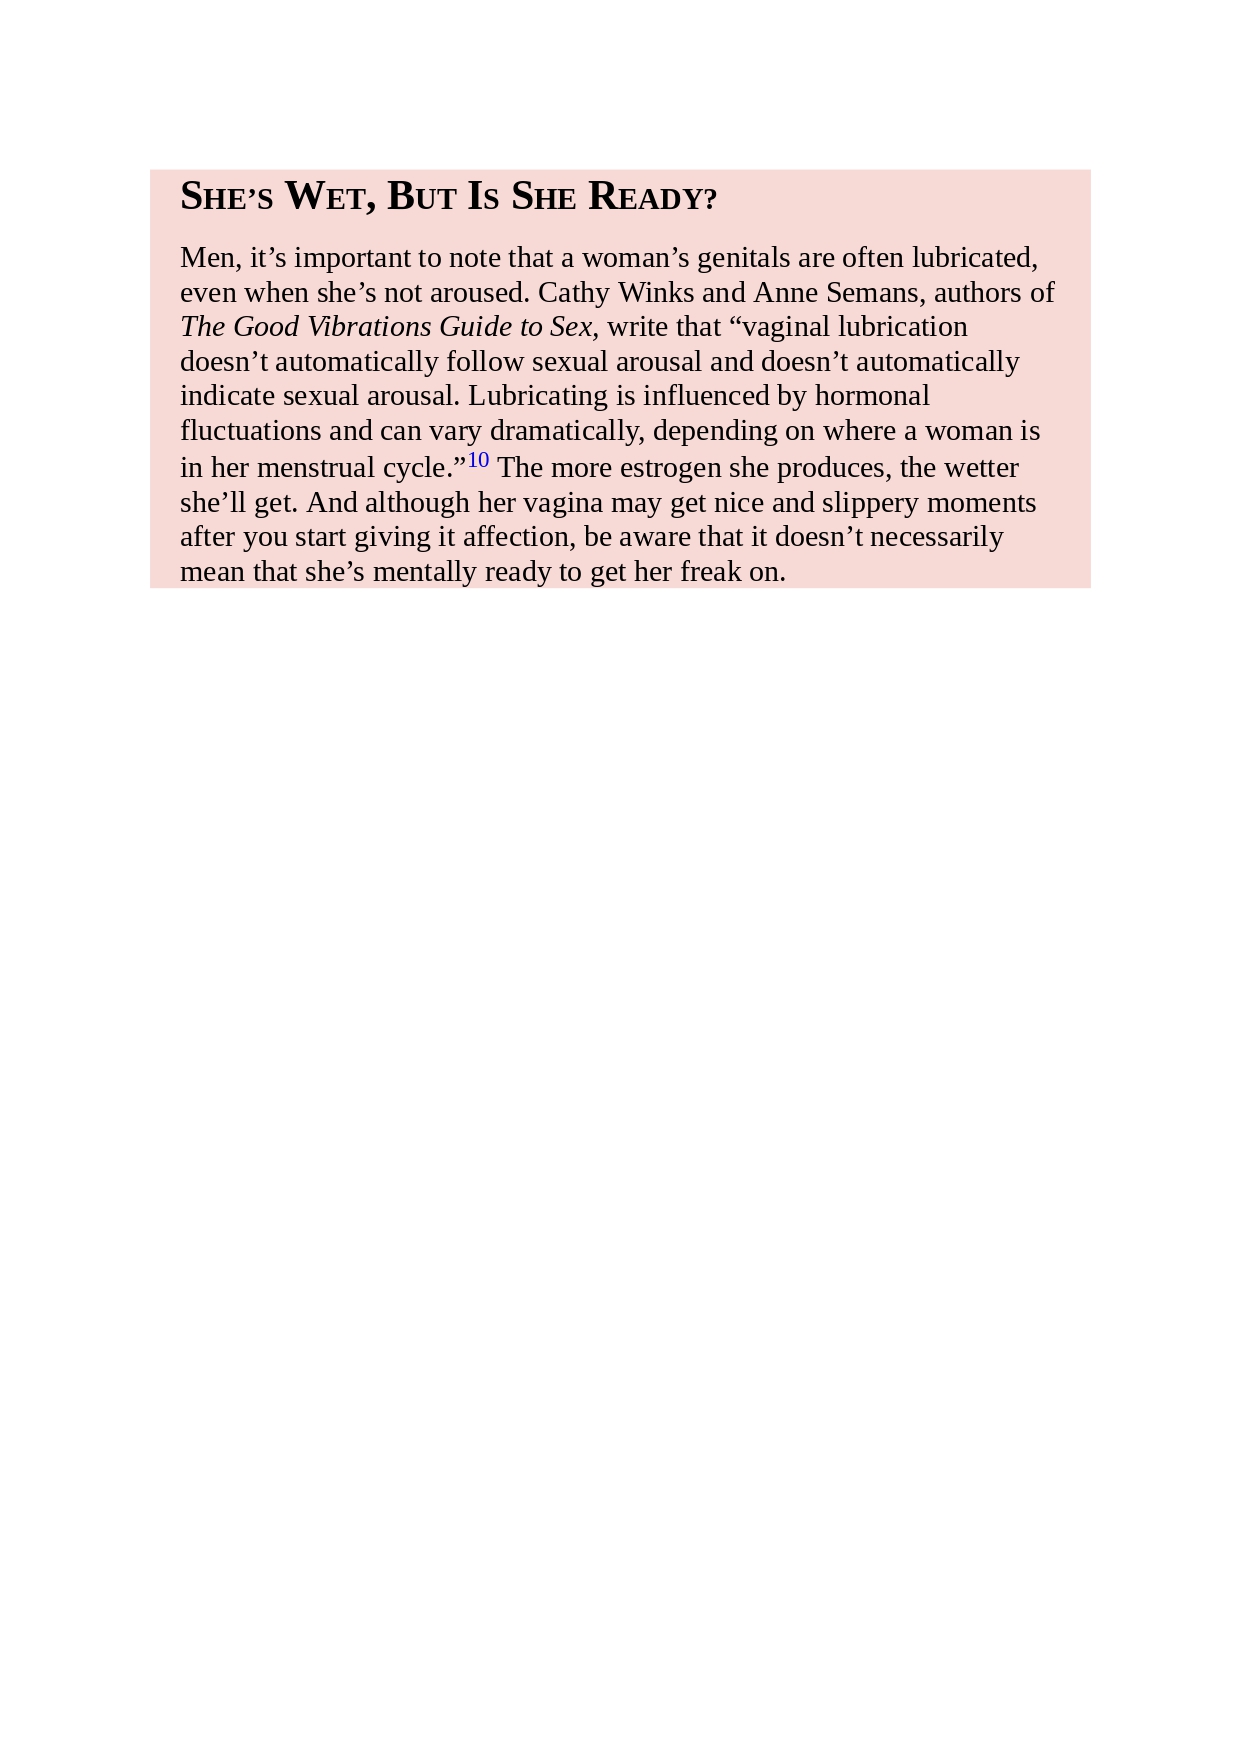 SHE’S WET, BUT IS SHE READY?
Men, it’s important to note that a woman’s genitals are often lubricated,
even when she’s not aroused. Cathy Winks and Anne Semans, authors of
The Good Vibrations Guide to Sex, write that “vaginal lubrication
doesn’t automatically follow sexual arousal and doesn’t automatically
indicate sexual arousal. Lubricating is influenced by hormonal
fluctuations and can vary dramatically, depending on where a woman is
in her menstrual cycle.”10 The more estrogen she produces, the wetter
she’ll get. And although her vagina may get nice and slippery moments
after you start giving it affection, be aware that it doesn’t necessarily
mean that she’s mentally ready to get her freak on.